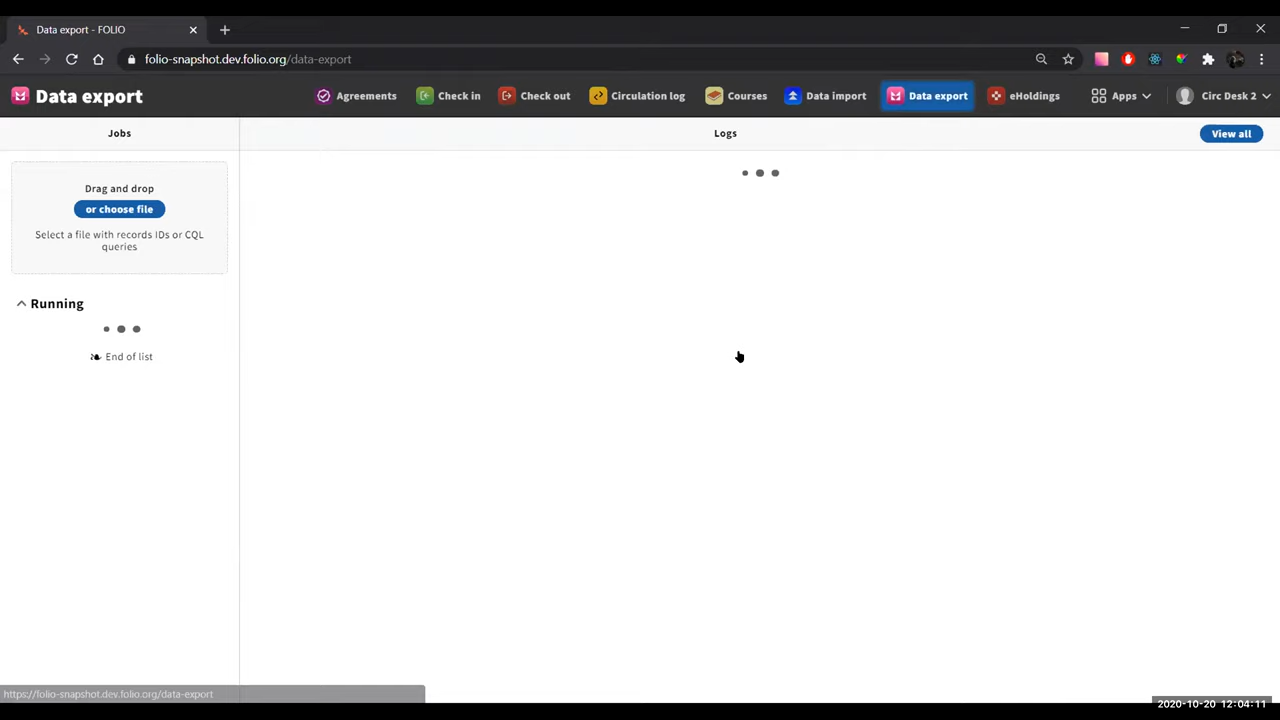 Data export - FOLIO
folio-snapshot.dev.folio.org/data-export
Data export
Agreements
Check in
Check out
Circulation log
Courses
Data import
Data export
eHoldings
Apps
Circ Desk 2
Jobs
Logs
View all
Drag and drop
or choose file
Select a file with records IDs or CQL
queries
Running
End of list
https://folio-snapshot.dev.folio.org/data-export
2020-10-20 12:04:11